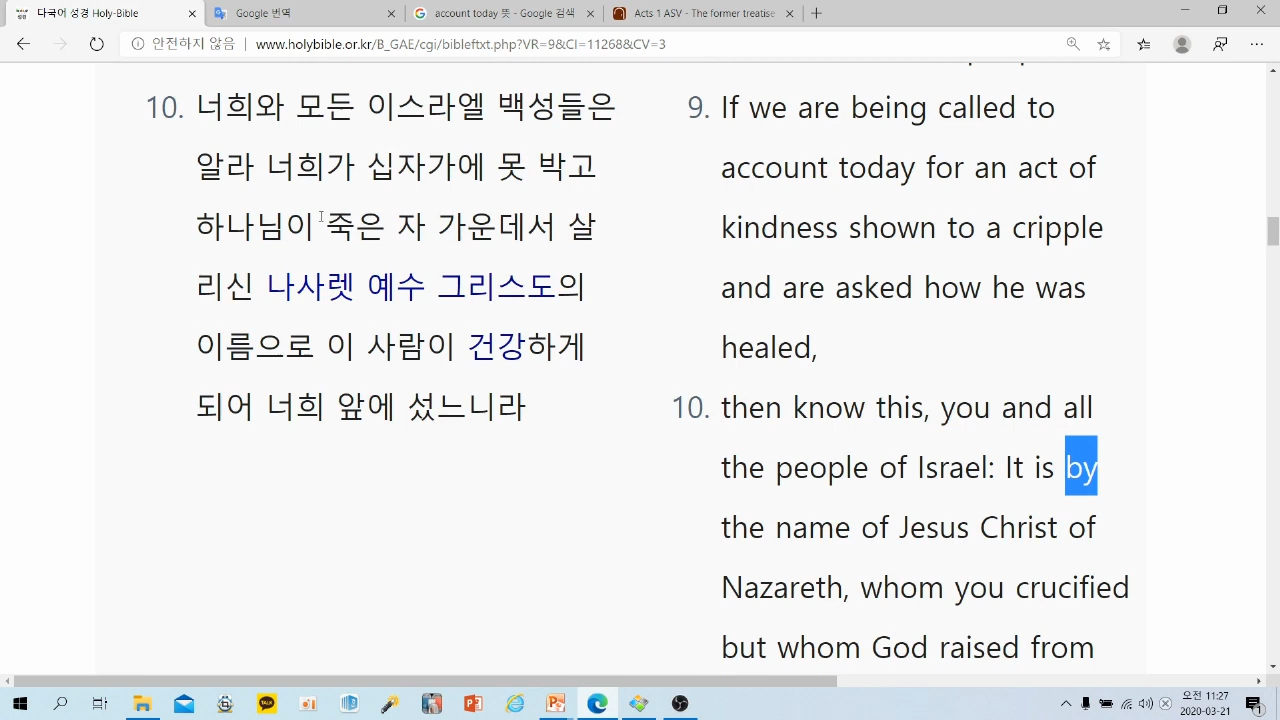 다국어 성경 Holy-Bible
Google 번역
account today 뜻 - Google 검색
Acts 1 ASV - The former treatise
안전하지 않음
www.holybible.or.kr/B_GAE/cgi/bibleftxt.php?VR=9&CI=11268&CV=3
10. 너희와 모든 이스라엘 백성들은
알라 너희가 십자가에 못 박고
하나님이 죽은 자 가운데서 살
리신 나사렛 예수 그리스도의
이름으로 이 사람이 건강하게
되어 너희 앞에 섰느니라
9. If we are being called to
account today for an act of
kindness shown to a cripple
and are asked how he was
healed,
10. then know this, you and all
the people of Israel: It is by
the name of Jesus Christ of
Nazareth, whom you crucified
but whom God raised from
TALK
오전 11:27
2020-03-21
1